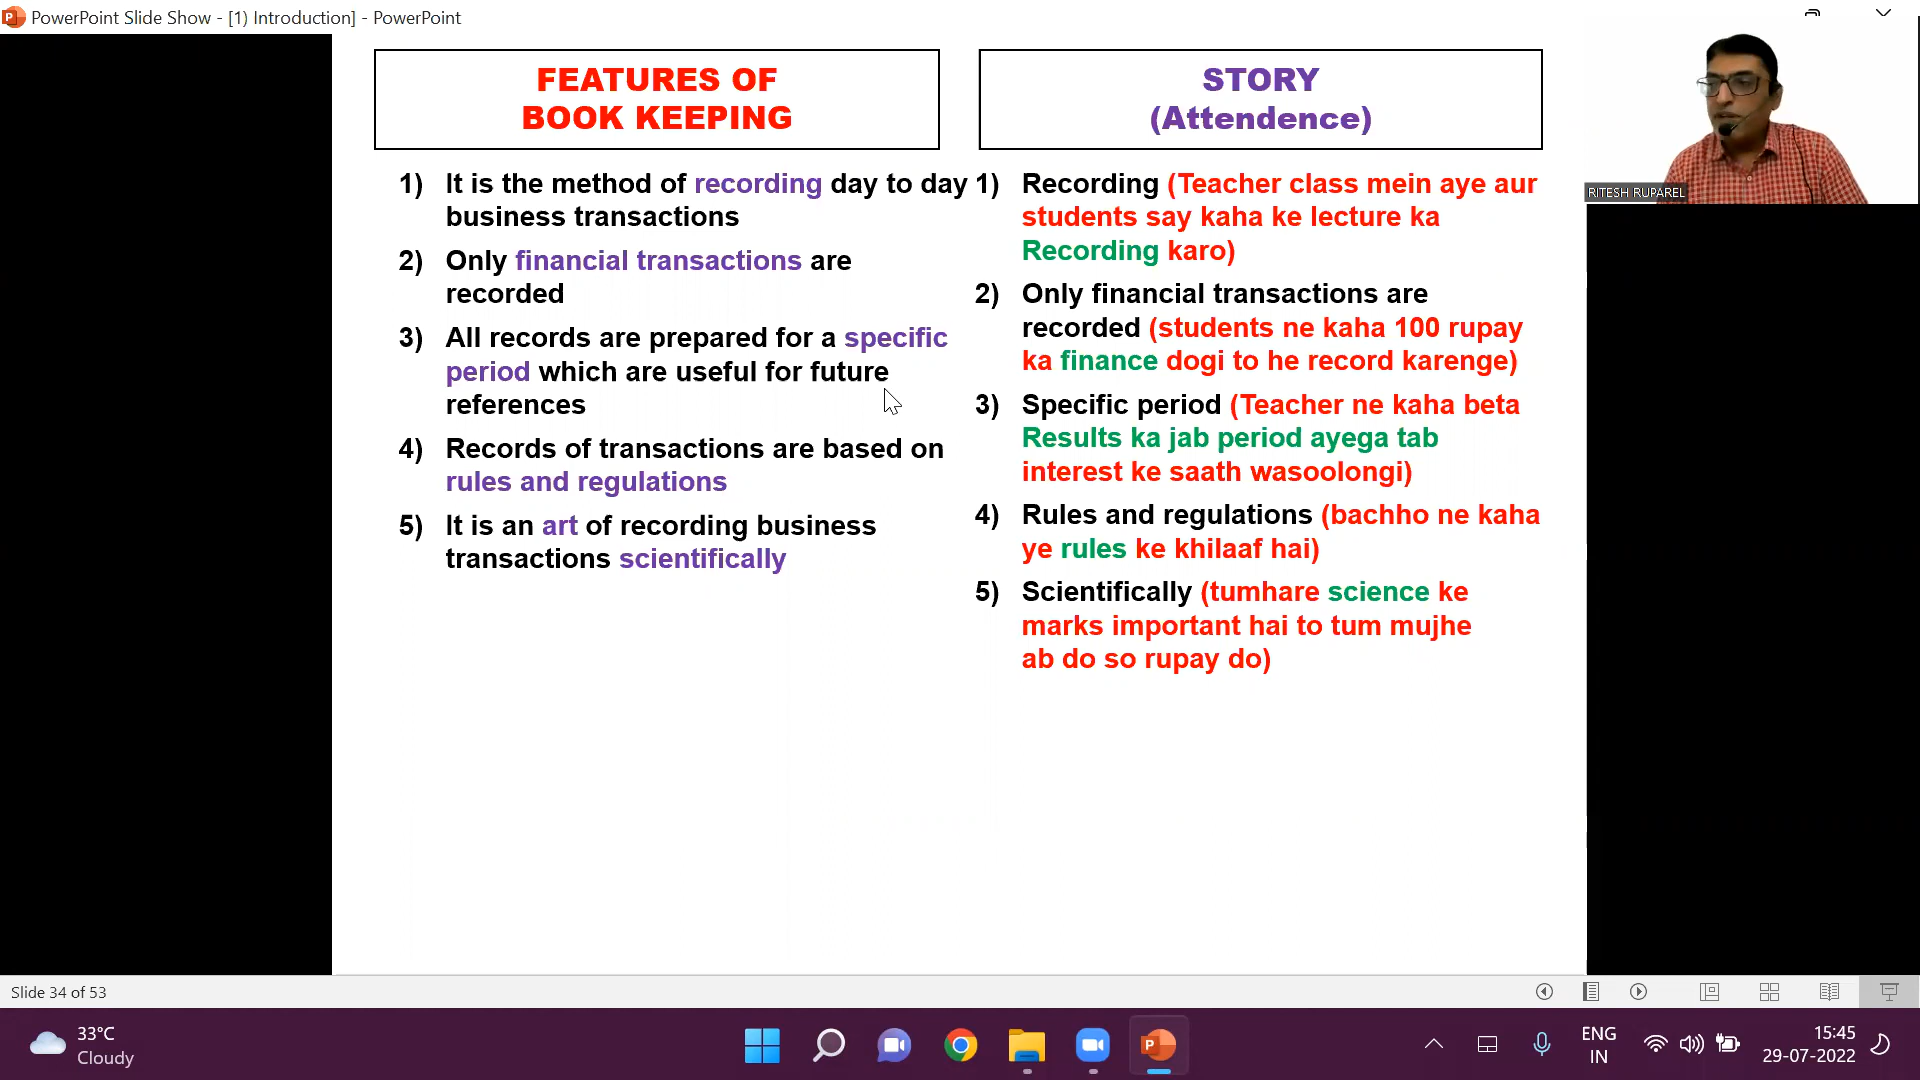 PowerPoint Slide Show - [1) Introduction] - PowerPoint
FEATURES OF
BOOK KEEPING
1) It is the method of recording day to day
business transactions
2) Only financial transactions are
recorded
3) All records are prepared for a specific
period which are useful for future
references
4) Records of transactions are based on
rules and regulations
5) It is an art of recording business
transactions scientifically
STORY
(Attendence)
1) Recording (Teacher class mein aye aur
students say kaha ke lecture ka
Recording karo)
2) Only financial transactions are
recorded (students ne kaha 100 rupay
ka finance dogi to he record karenge)
3) Specific period (Teacher ne kaha beta
Results ka jab period ayega tab
interest ke saath wasoolongi)
4) Rules and regulations (bachho ne kaha
ye rules ke khilaaf hai)
5) Scientifically (tumhare science ke
marks important hai to tum mujhe
ab do so rupay do)
RITESH RUPAREL
Slide 34 of 53
33°C
Cloudy
ENG
IN
15:45
29-07-2022